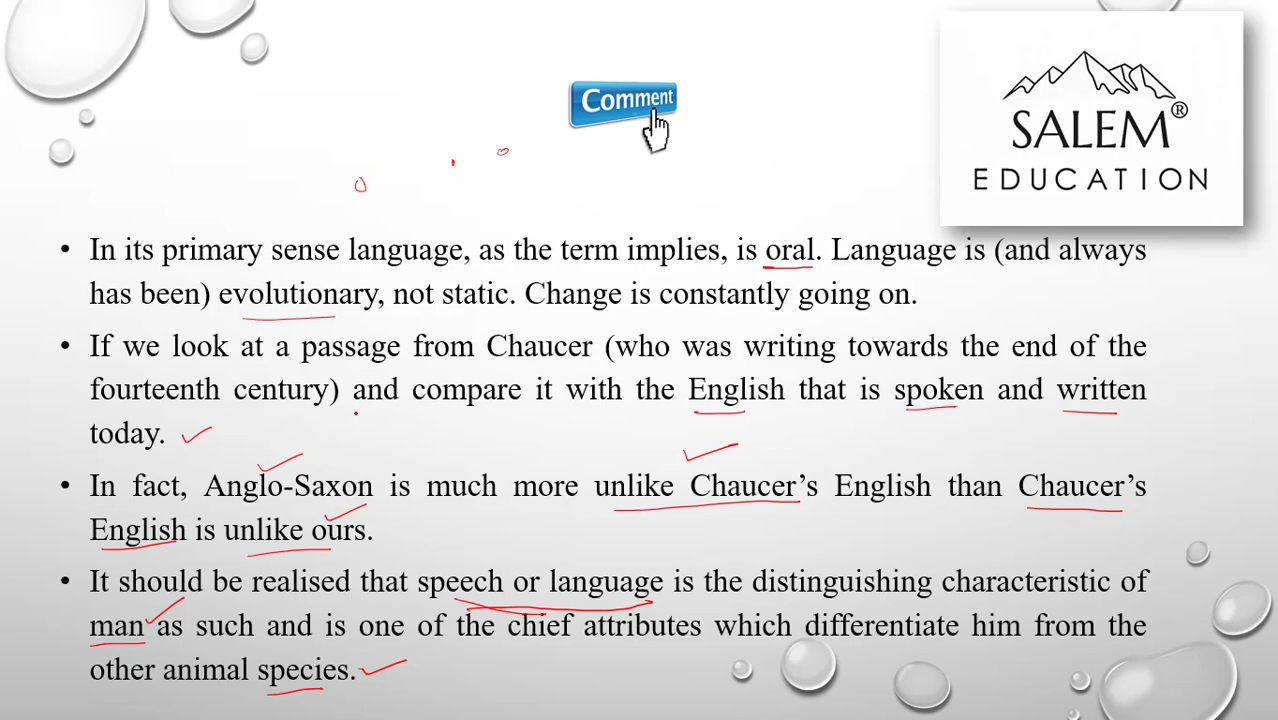 Comment
SALEM®
EDUCATION
• In its primary sense language, as the term implies, is oral. Language is (and always
has been) evolutionary, not static. Change is constantly going on.
• If we look at a passage from Chaucer (who was writing towards the end of the
fourteenth century) and compare it with the English that is spoken and written
today.
• In fact, Anglo-Saxon is much more unlike Chaucer’s English than Chaucer’s
English is unlike ours.
• It should be realised that speech or language is the distinguishing characteristic of
man as such and is one of the chief attributes which differentiate him from the
other animal species.